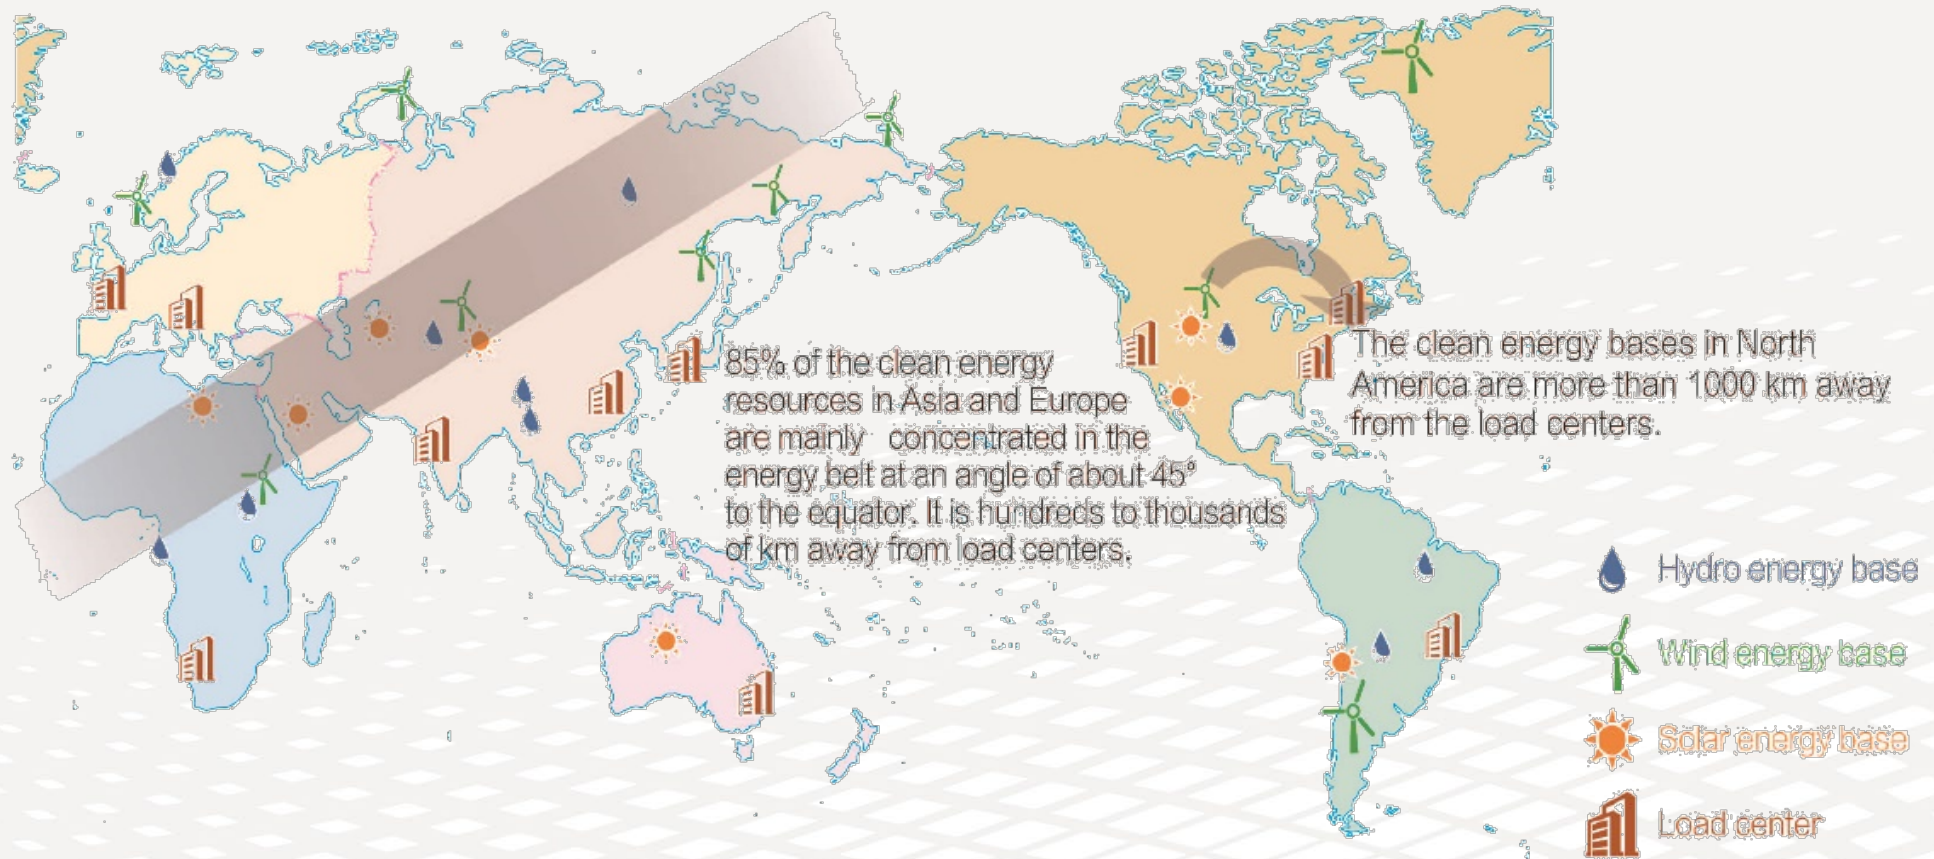 85% of the clean energy
resources in Asia and Europe
are mainly concentrated in the
energy belt at an angle of about 45°
to the equator. It is hundreds to thousands
of km away from load centers.
The clean energy bases in North
America are more than 1000 km away
from the load centers.
Hydro energy base
Wind energy base
Solar energy base
Load center